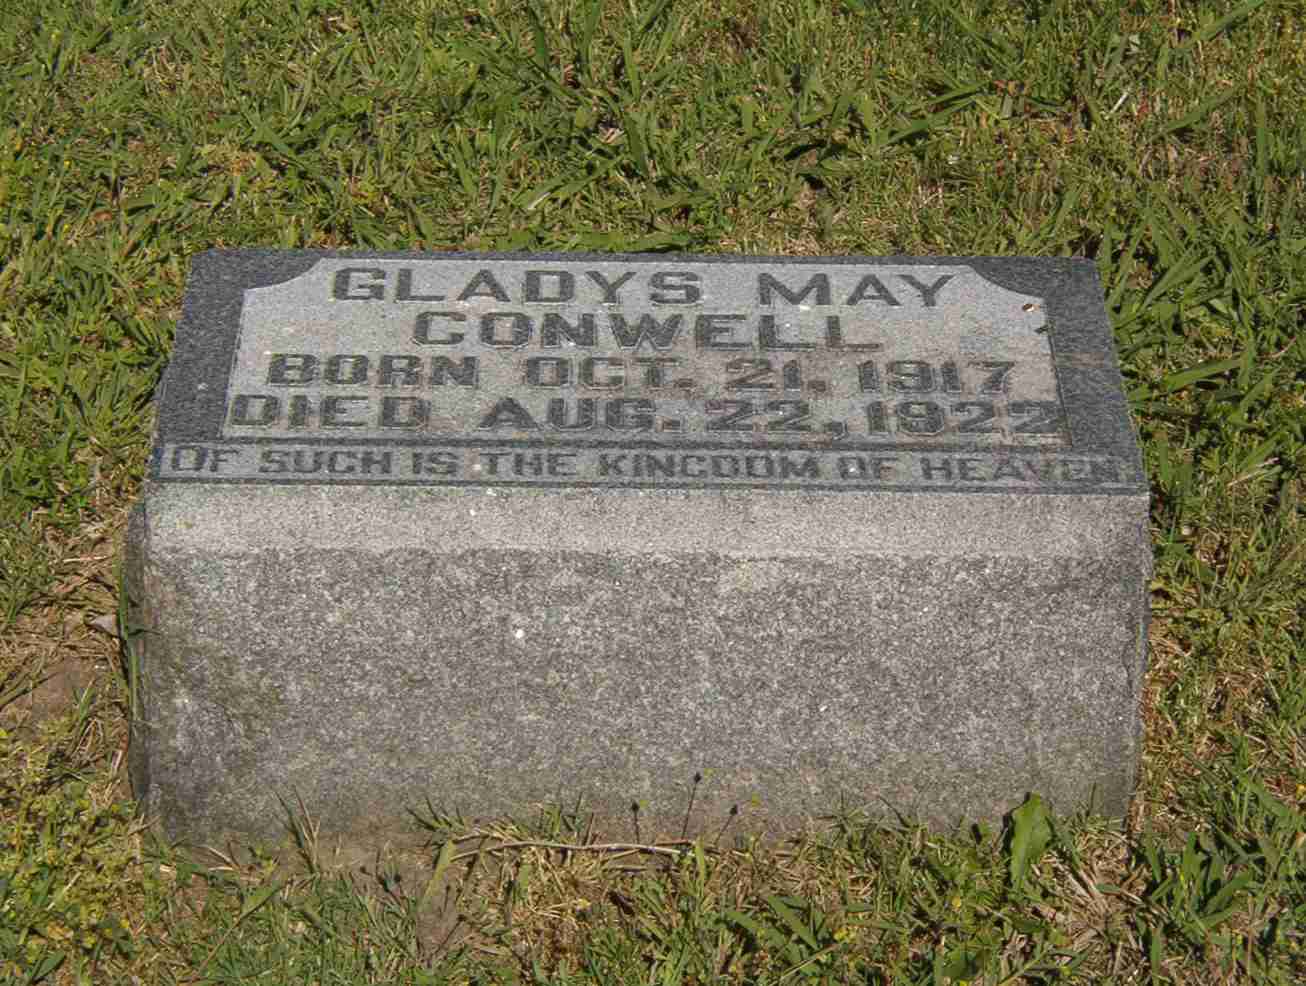 GLADYS MAY
CONWELL
BORN OCT. 21. 1917
DIED AUG. 22, 1922
OF SUCH IS THE KINGDOM OF HEAVEN